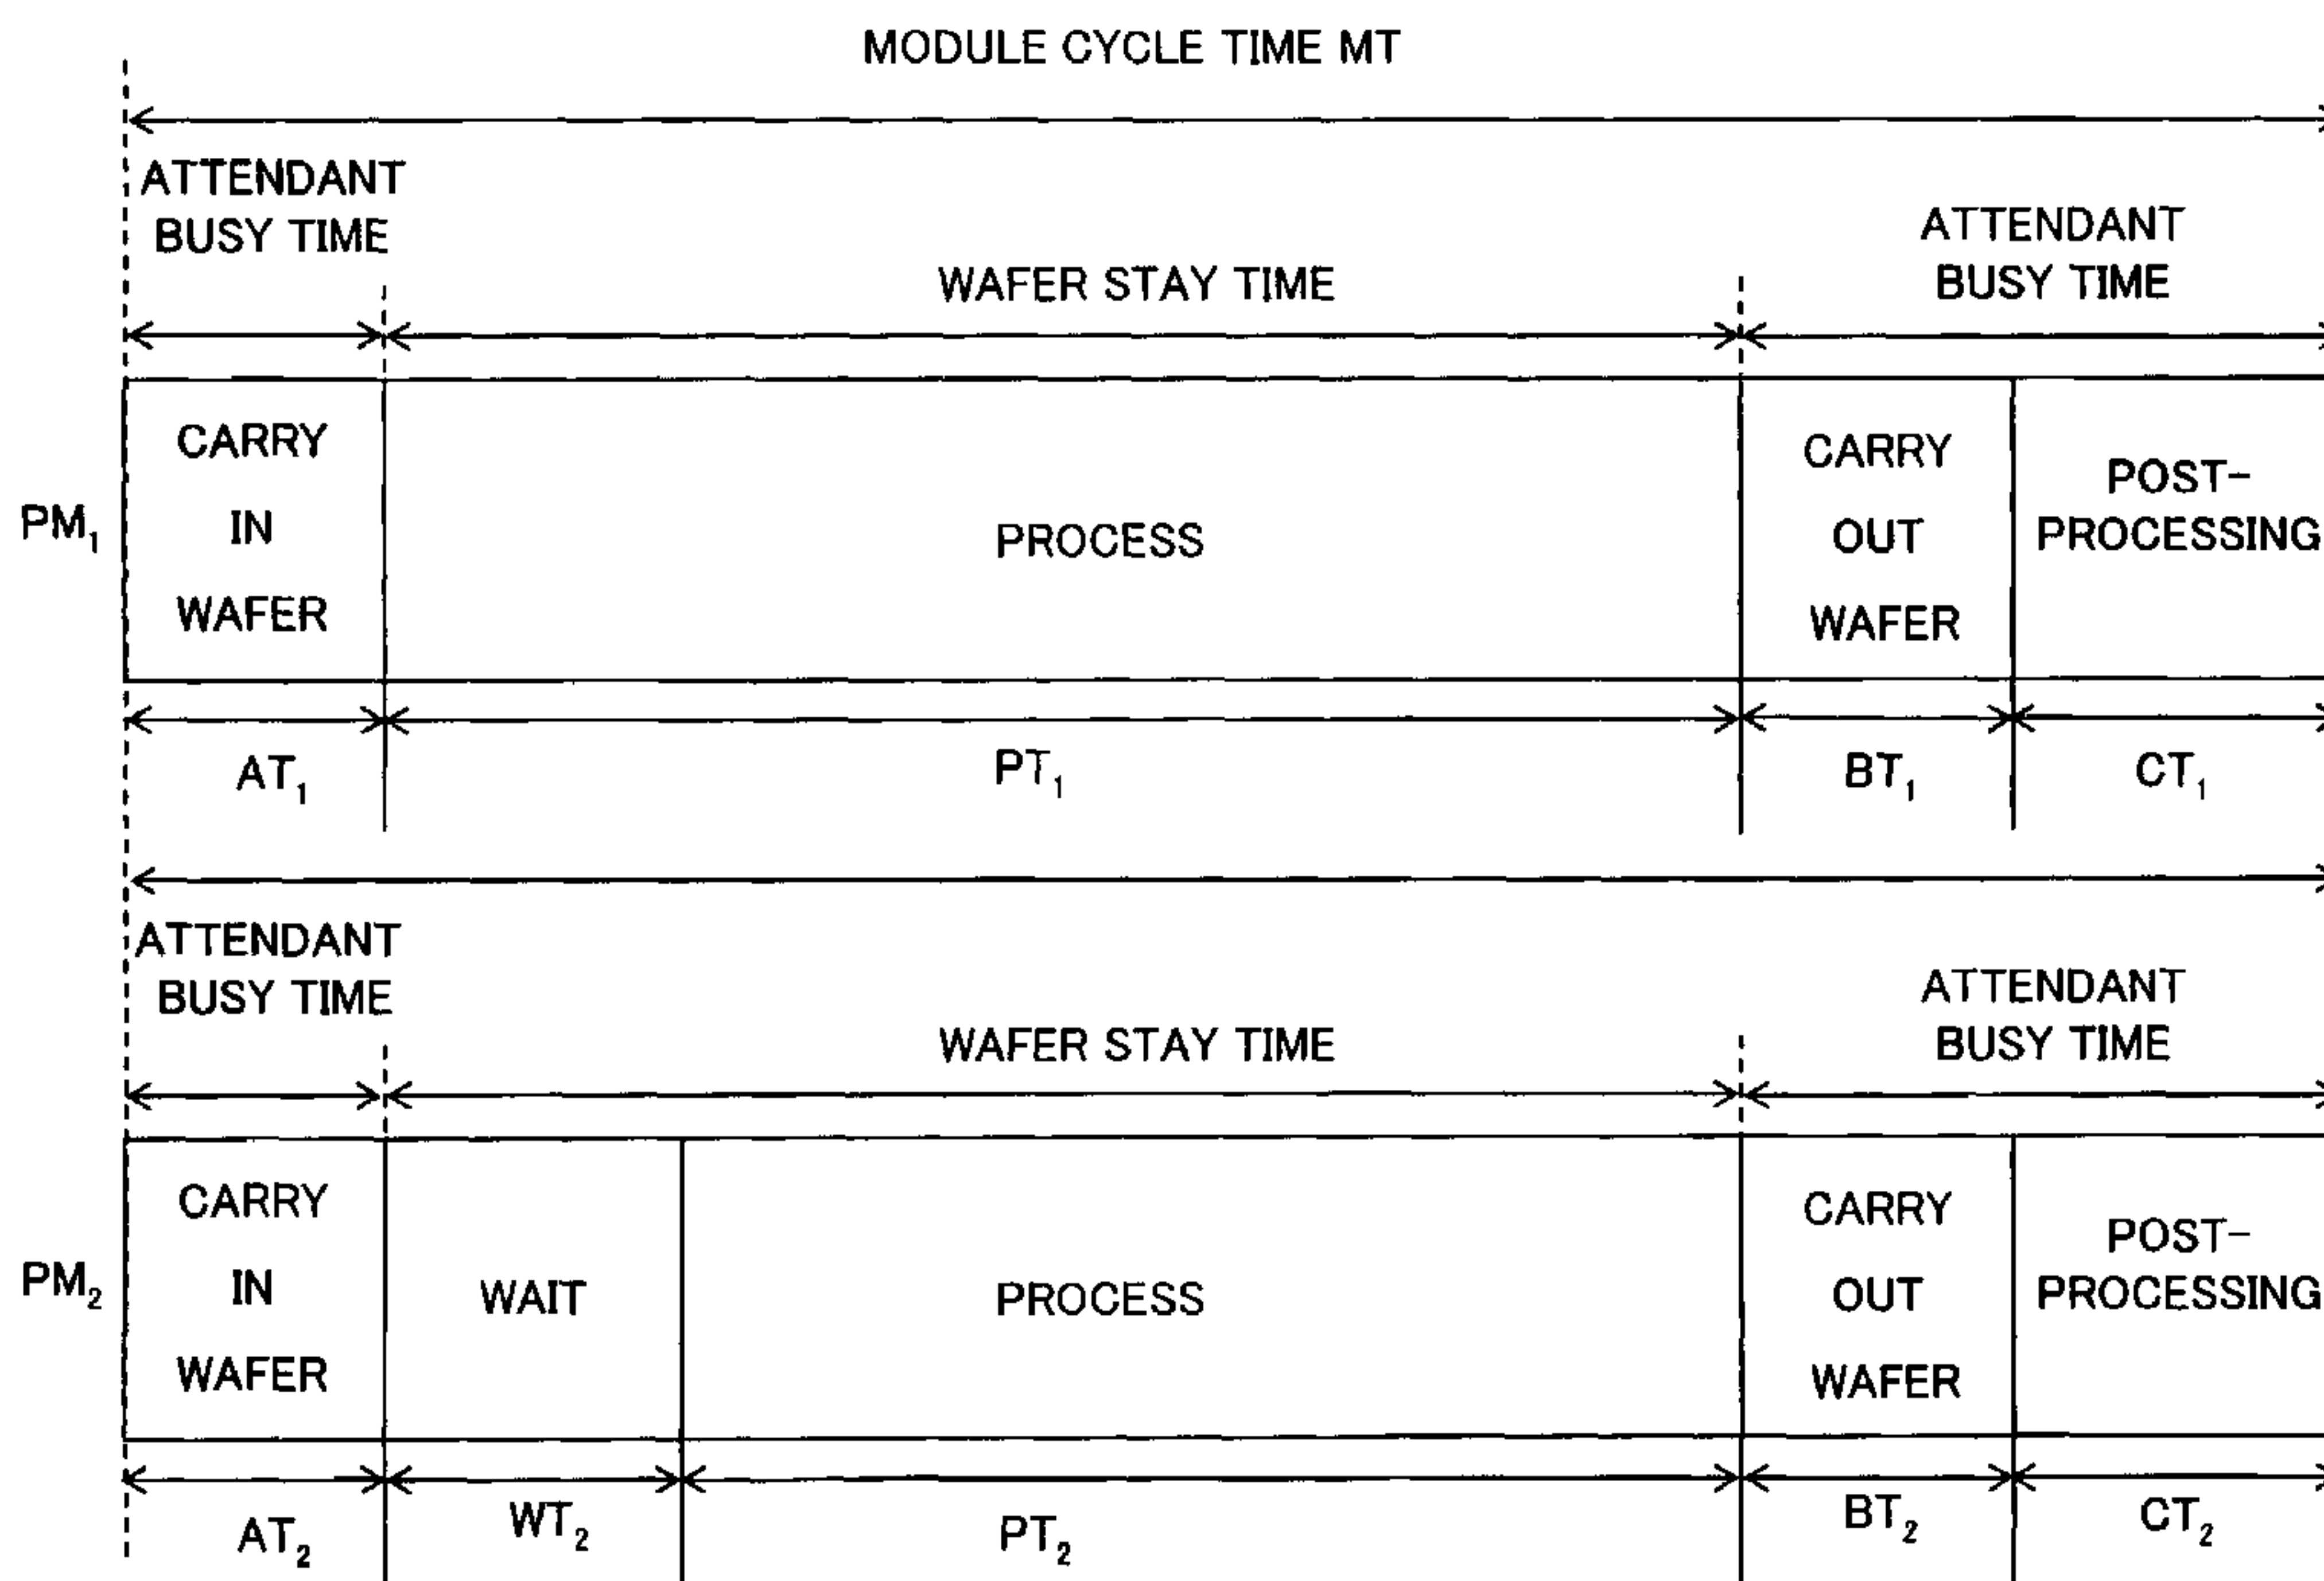 MODULE CYCLE TIME MT
ATTENDANT
BUSY TIME
WAFER STAY TIME
ATTENDANT
BUSY TIME
PM₁
CARRY
IN
WAFER
PROCESS
CARRY
OUT
WAFER
POST-
PROCESSING
AT₁
PT₁
BT₁
CT₁
ATTENDANT
BUSY TIME
WAFER STAY TIME
ATTENDANT
BUSY TIME
PM₂
CARRY
IN
WAFER
WAIT
PROCESS
CARRY
OUT
WAFER
POST-
PROCESSING
AT₂
WT₂
PT₂
BT₂
CT₂